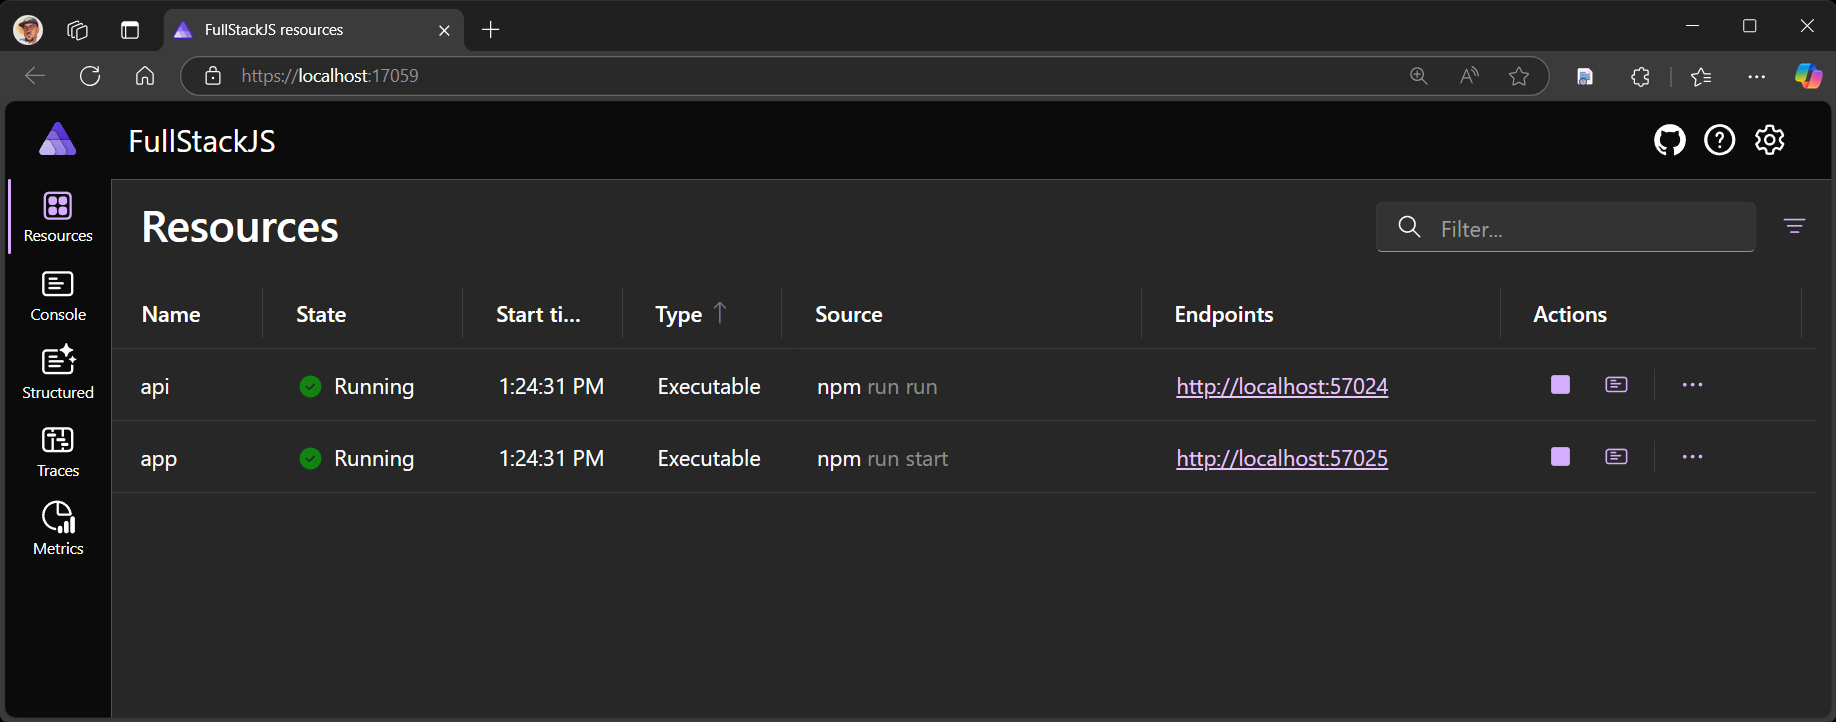 FullStackJS resources
https://localhost:17059
FullStackJS
Resources
Console
Structured
Traces
Metrics
Resources
Filter...
Name State Start ti... Type Source Endpoints Actions
api Running 1:24:31 PM Executable npm run run http://localhost:57024
app Running 1:24:31 PM Executable npm run start http://localhost:57025